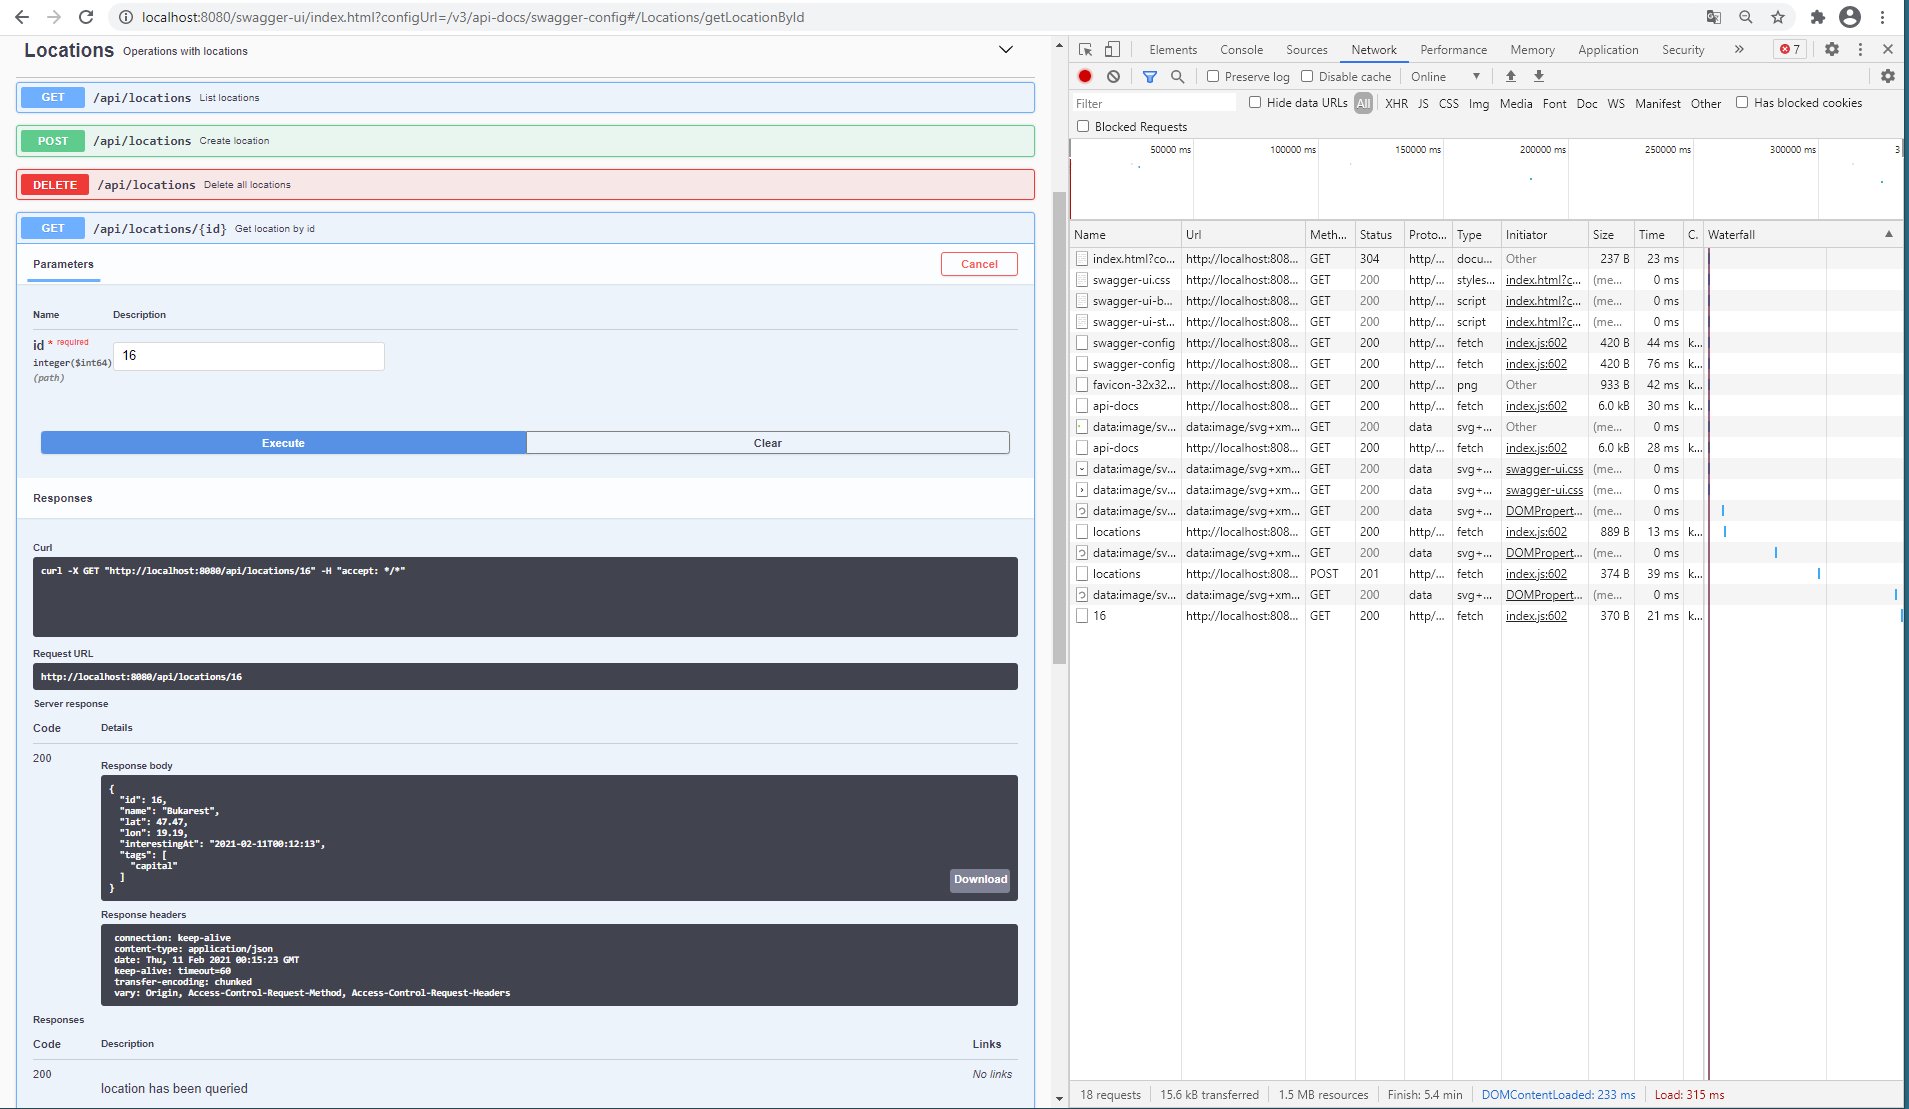 localhost:8080/swagger-ui/index.html?configUrl=/v3/api-docs/swagger-config#/Locations/getLocationById
Locations Operations with locations
GET /api/locations List locations
POST /api/locations Create location
DELETE /api/locations Delete all locations
GET /api/locations/{id} Get location by id
Parameters Cancel
Name Description
id * required
integer($int64)
(path)
16
Execute Clear
Responses
Curl
curl -X GET "http://localhost:8080/api/locations/16" -H "accept: */*"
Request URL
http://localhost:8080/api/locations/16
Server response
Code Details
200
Response body
{
"id": 16,
"name": "Bukarest",
"lat": 47.47,
"lon": 19.19,
"interestingAt": "2021-02-11T00:12:13",
"tags": [
"capital"
]
}
Download
Response headers
connection: keep-alive
content-type: application/json
date: Thu, 11 Feb 2021 00:15:23 GMT
keep-alive: timeout=60
transfer-encoding: chunked
vary: Origin, Access-Control-Request-Method, Access-Control-Request-Headers
Responses
Code Description Links
200 No links
location has been queried
Elements Console Sources Network Performance Memory Application Security » 7
Preserve log Disable cache Online
Filter Hide data URLs All XHR JS CSS Img Media Font Doc WS Manifest Other Has blocked cookies
Blocked Requests
50000 ms 100000 ms 150000 ms 200000 ms 250000 ms 300000 ms 3
Name Url Meth... Status Proto... Type Initiator Size Time C. Waterfall
index.html?co... http://localhost:808... GET 304 http/... docu... Other 237 B 23 ms
swagger-ui.css http://localhost:808... GET 200 http/... styles... index.html?c... (me... 0 ms
swagger-ui-b... http://localhost:808... GET 200 http/... script index.html?c... (me... 0 ms
swagger-ui-st... http://localhost:808... GET 200 http/... script index.html?c... (me... 0 ms
swagger-config http://localhost:808... GET 200 http/... fetch index.js:602 420 B 44 ms k...
swagger-config http://localhost:808... GET 200 http/... fetch index.js:602 420 B 76 ms k...
favicon-32x32... http://localhost:808... GET 200 http/... png Other 933 B 42 ms k...
api-docs http://localhost:808... GET 200 http/... fetch index.js:602 6.0 kB 30 ms k...
data:image/sv... data:image/svg+xm... GET 200 data svg+... Other (me... 0 ms
api-docs http://localhost:808... GET 200 http/... fetch index.js:602 6.0 kB 28 ms k...
data:image/sv... data:image/svg+xm... GET 200 data svg+... swagger-ui.css (me... 0 ms
data:image/sv... data:image/svg+xm... GET 200 data svg+... swagger-ui.css (me... 0 ms
data:image/sv... data:image/svg+xm... GET 200 data svg+... DOMPropert... (me... 0 ms
locations http://localhost:808... GET 200 http/... fetch index.js:602 889 B 13 ms k...
data:image/sv... data:image/svg+xm... GET 200 data svg+... DOMPropert... (me... 0 ms
locations http://localhost:808... POST 201 http/... fetch index.js:602 374 B 39 ms k...
data:image/sv... data:image/svg+xm... GET 200 data svg+... DOMPropert... (me... 0 ms
16 http://localhost:808... GET 200 http/... fetch index.js:602 370 B 21 ms k...
18 requests 15.6 kB transferred 1.5 MB resources Finish: 5.4 min DOMContentLoaded: 233 ms Load: 315 ms